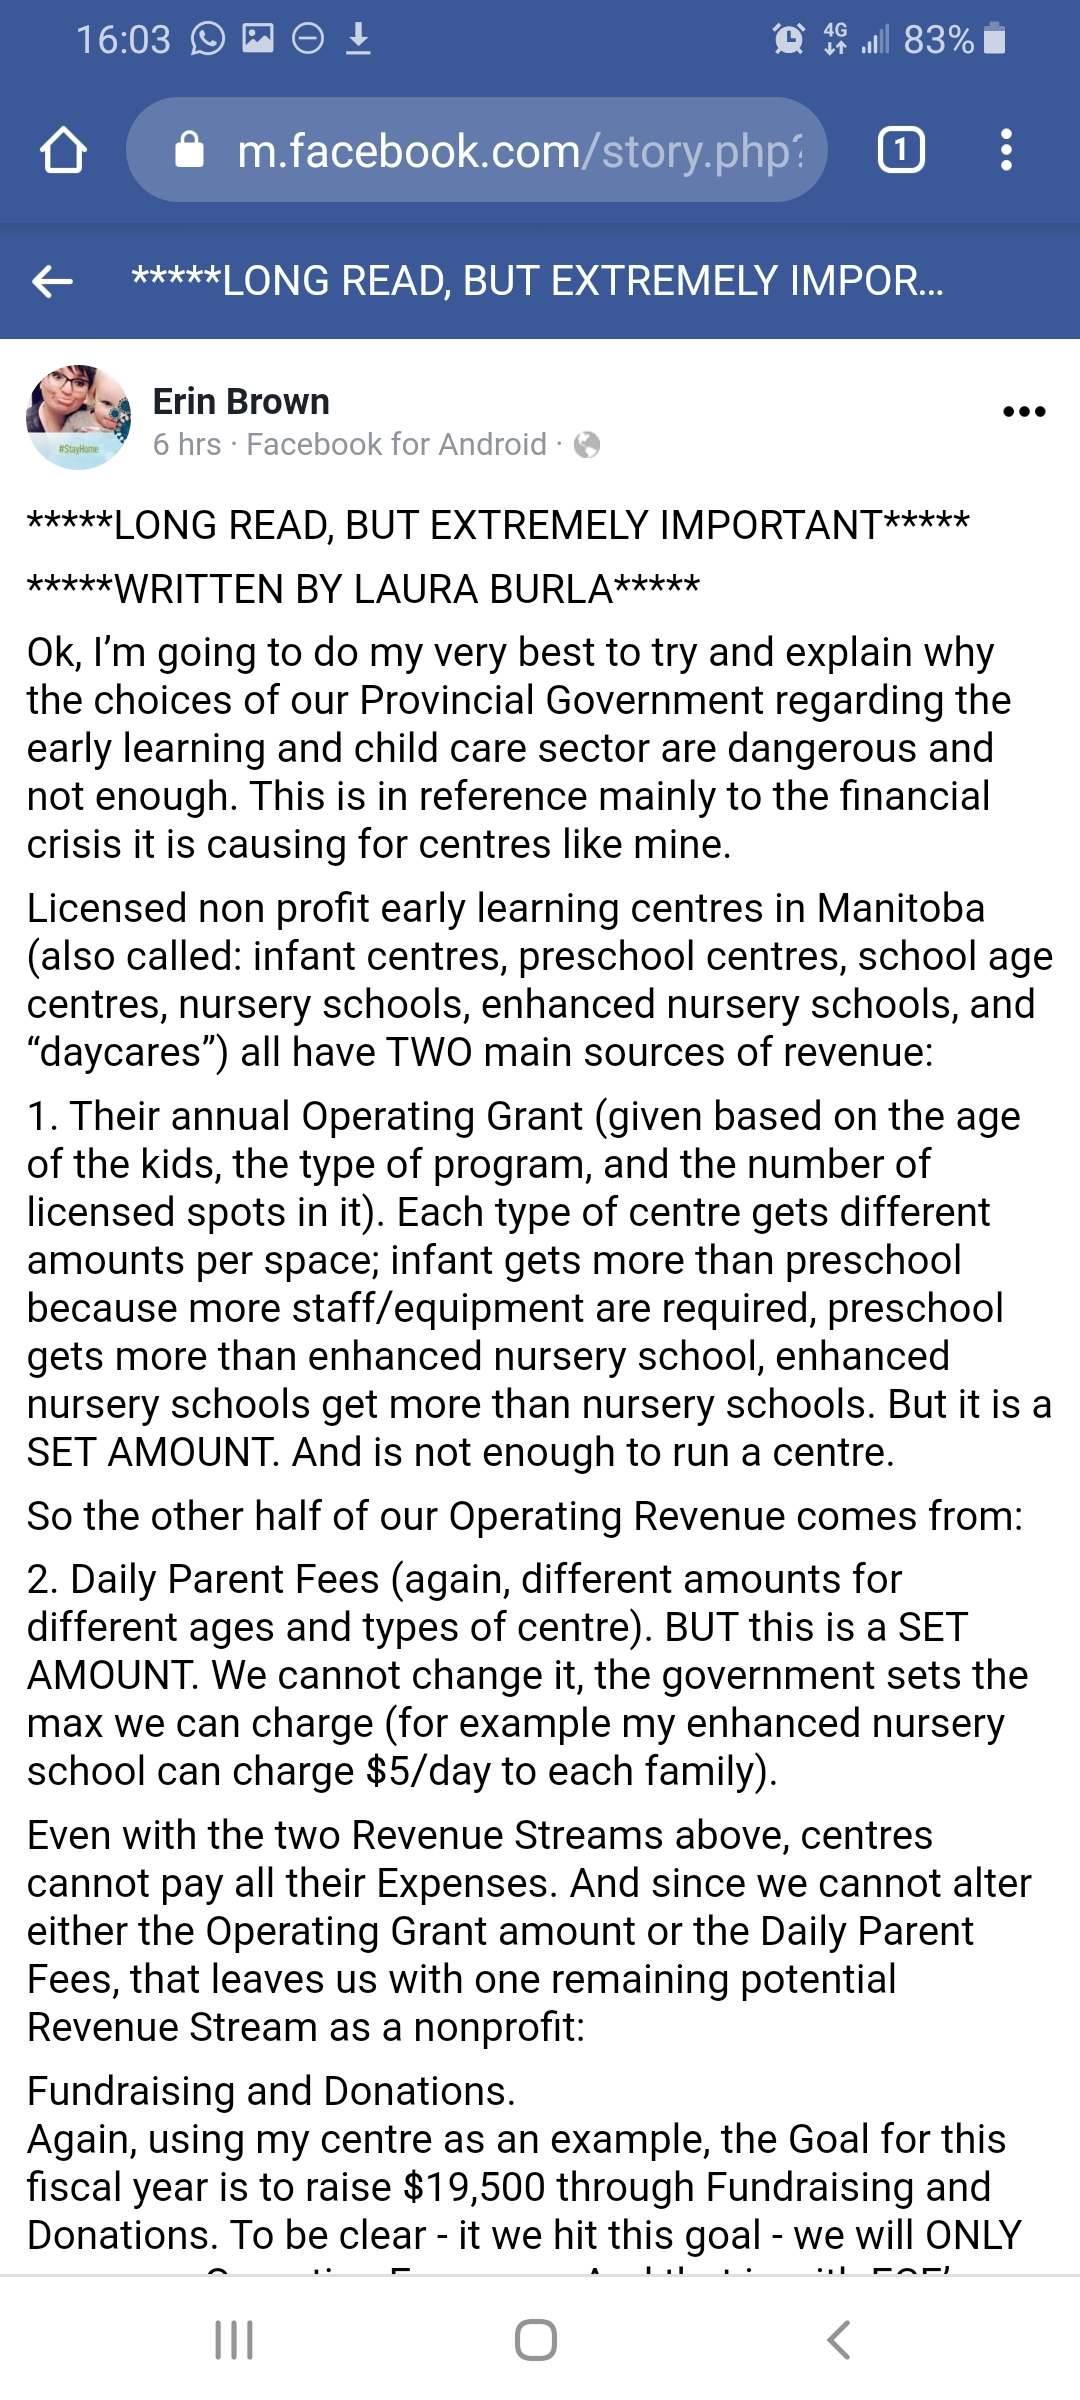 16:03
4G
83%
m.facebook.com/story.php?
1
*****LONG READ, BUT EXTREMELY IMPOR...
Erin Brown
6 hrs · Facebook for Android ·
#StayHome
*****LONG READ, BUT EXTREMELY IMPORTANT*****
*****WRITTEN BY LAURA BURLA*****
Ok, I’m going to do my very best to try and explain why
the choices of our Provincial Government regarding the
early learning and child care sector are dangerous and
not enough. This is in reference mainly to the financial
crisis it is causing for centres like mine.
Licensed non profit early learning centres in Manitoba
(also called: infant centres, preschool centres, school age
centres, nursery schools, enhanced nursery schools, and
“daycares”) all have TWO main sources of revenue:
1. Their annual Operating Grant (given based on the age
of the kids, the type of program, and the number of
licensed spots in it). Each type of centre gets different
amounts per space; infant gets more than preschool
because more staff/equipment are required, preschool
gets more than enhanced nursery school, enhanced
nursery schools get more than nursery schools. But it is a
SET AMOUNT. And is not enough to run a centre.
So the other half of our Operating Revenue comes from:
2. Daily Parent Fees (again, different amounts for
different ages and types of centre). BUT this is a SET
AMOUNT. We cannot change it, the government sets the
max we can charge (for example my enhanced nursery
school can charge $5/day to each family).
Even with the two Revenue Streams above, centres
cannot pay all their Expenses. And since we cannot alter
either the Operating Grant amount or the Daily Parent
Fees, that leaves us with one remaining potential
Revenue Stream as a nonprofit:
Fundraising and Donations.
Again, using my centre as an example, the Goal for this
fiscal year is to raise $19,500 through Fundraising and
Donations. To be clear - it we hit this goal - we will ONLY